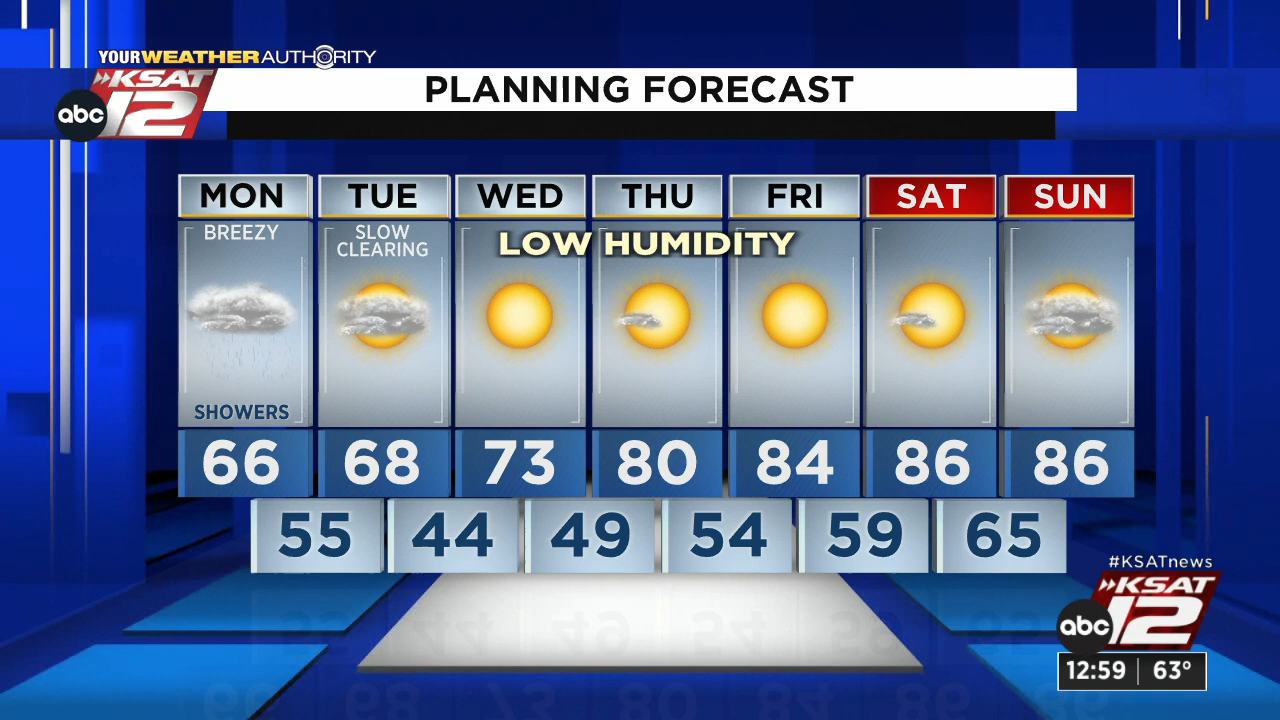 YOURWEATHERAUTHORITY
KSAT
abc 12
PLANNING FORECAST
MON TUE WED THU FRI SAT SUN
BREEZY SLOW
CLEARING
LOW HUMIDITY
SHOWERS
66 68 73 80 84 86 86
55 44 49 54 59 65
#KSATnews
KSAT
abc 12
12:59 63°